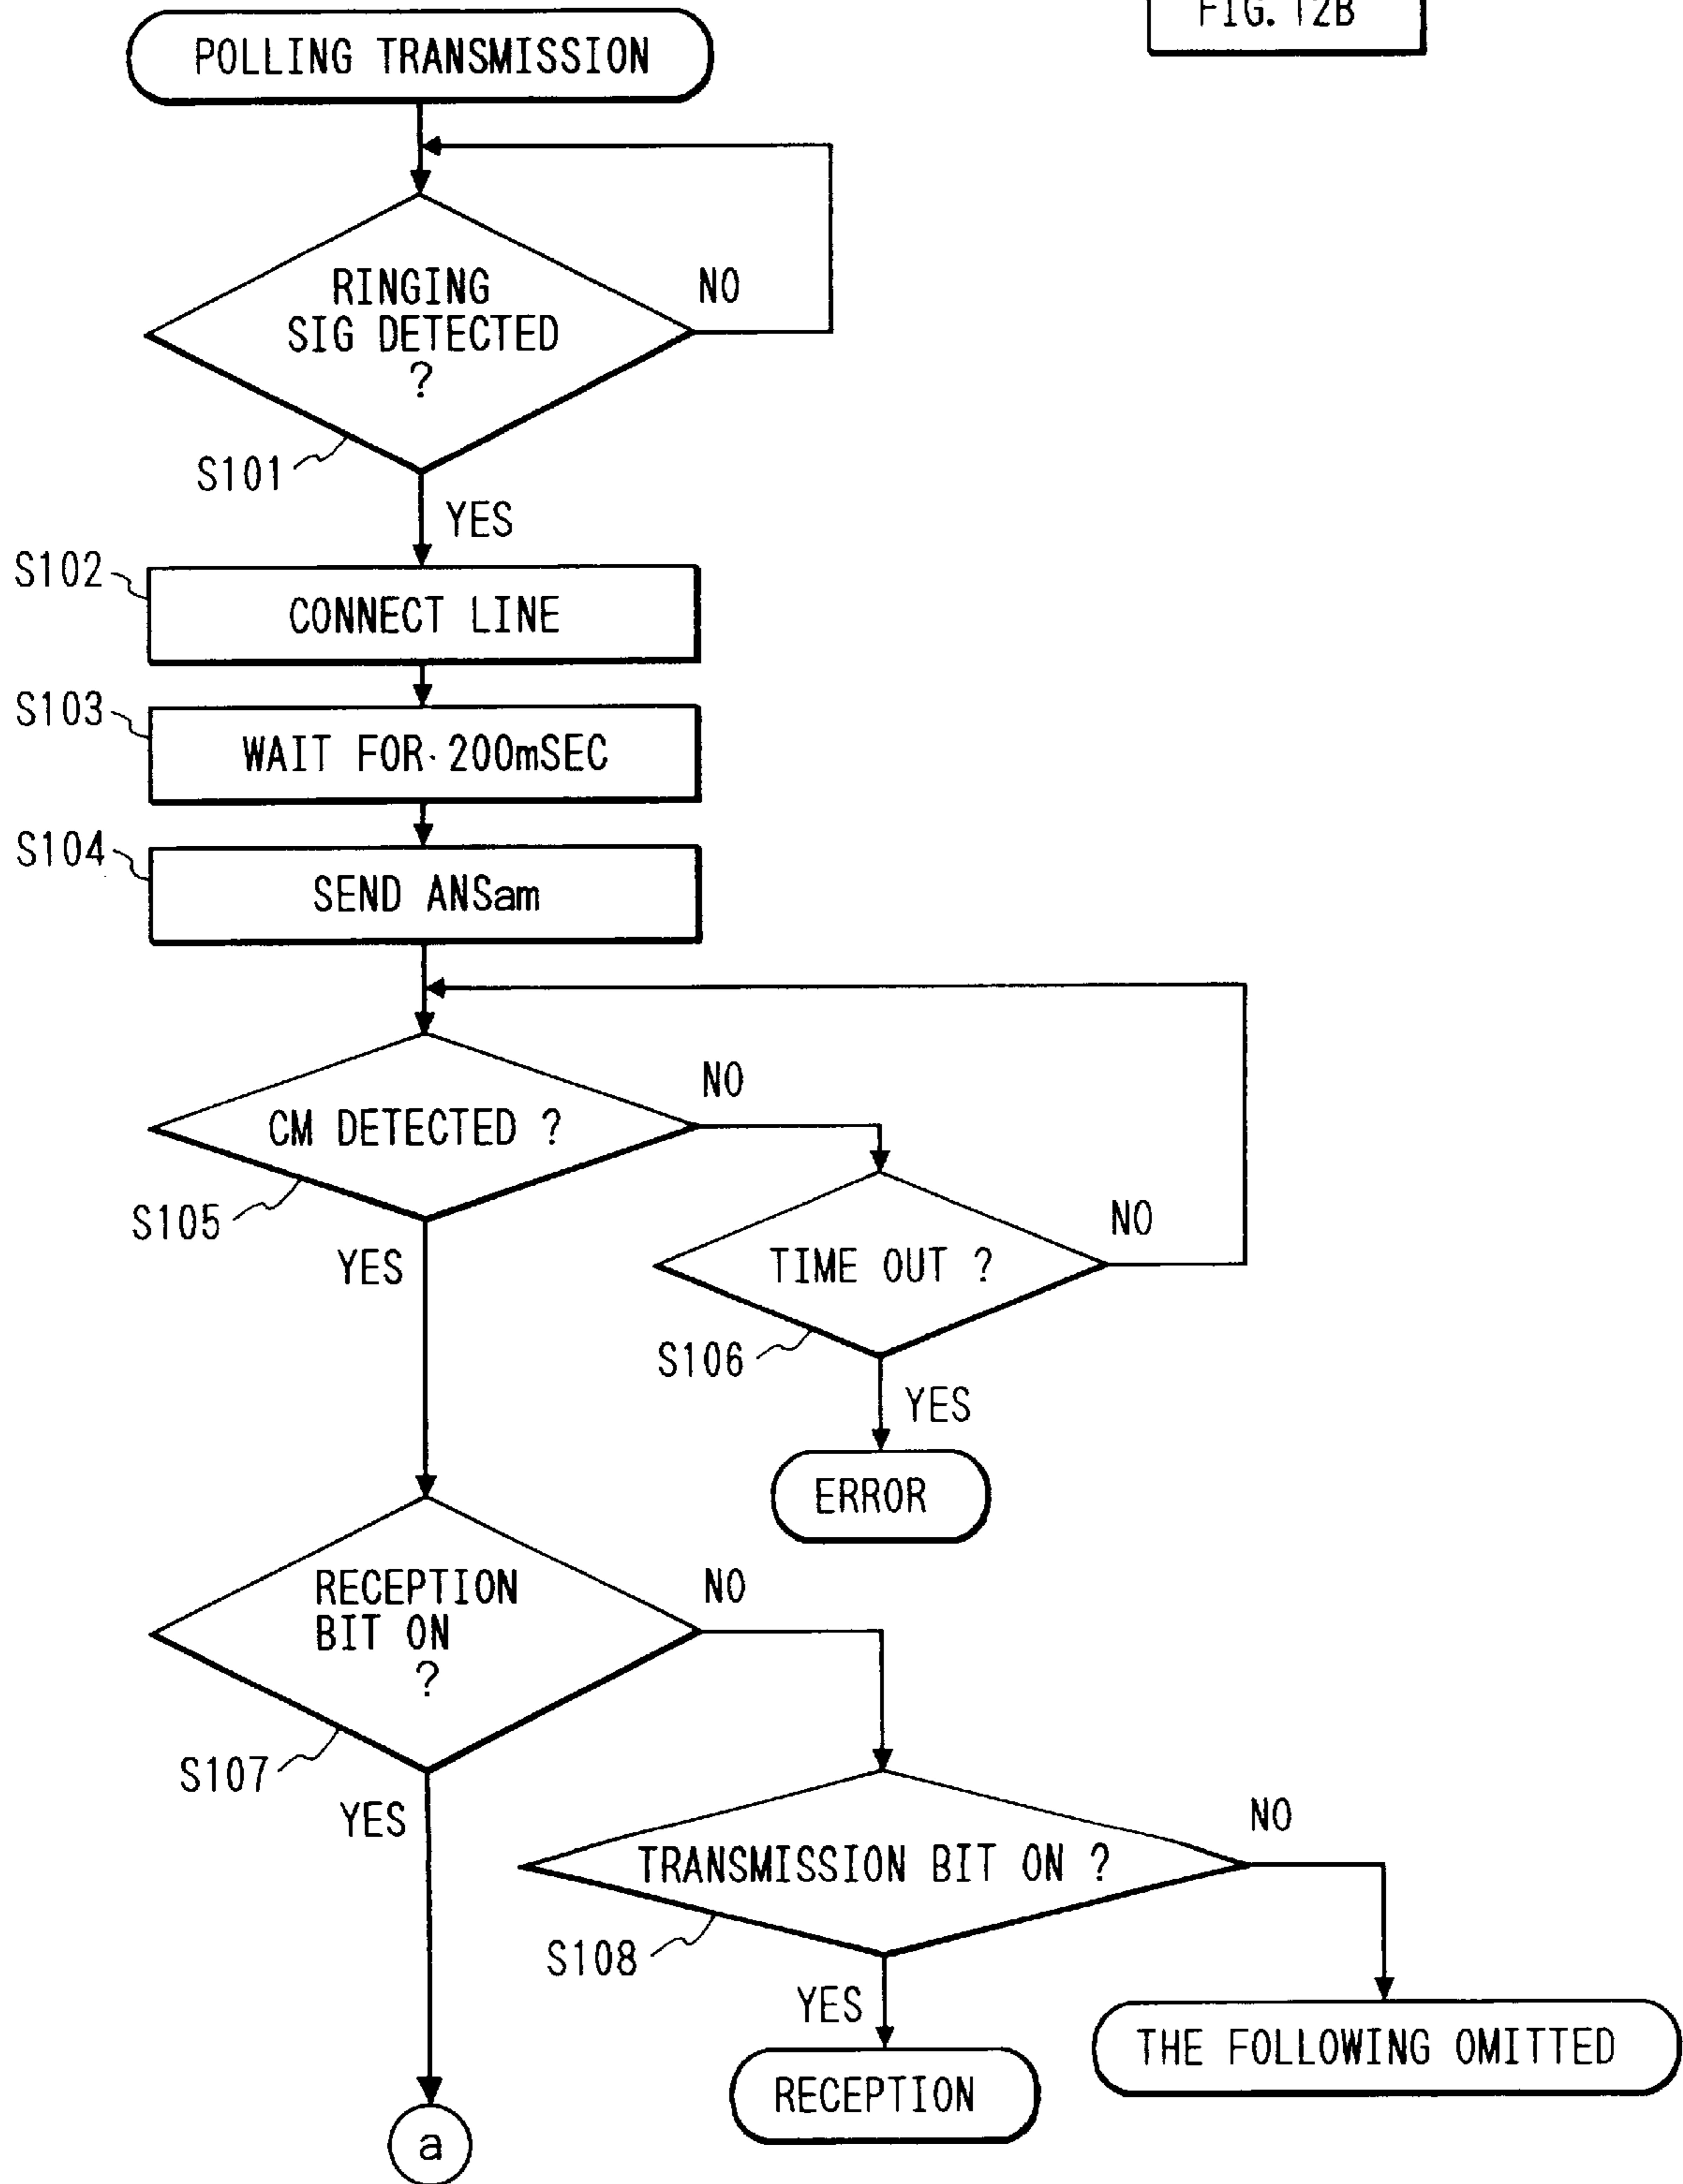 FIG. 12B
POLLING TRANSMISSION
RINGING
SIG DETECTED
?
NO
S101
YES
S102
CONNECT LINE
S103
WAIT FOR 200mSEC
S104
SEND ANSam
CM DETECTED ?
NO
S105
YES
TIME OUT ?
NO
S106
YES
ERROR
RECEPTION
BIT ON
?
NO
S107
YES
TRANSMISSION BIT ON ?
NO
S108
YES
RECEPTION
THE FOLLOWING OMITTED
a